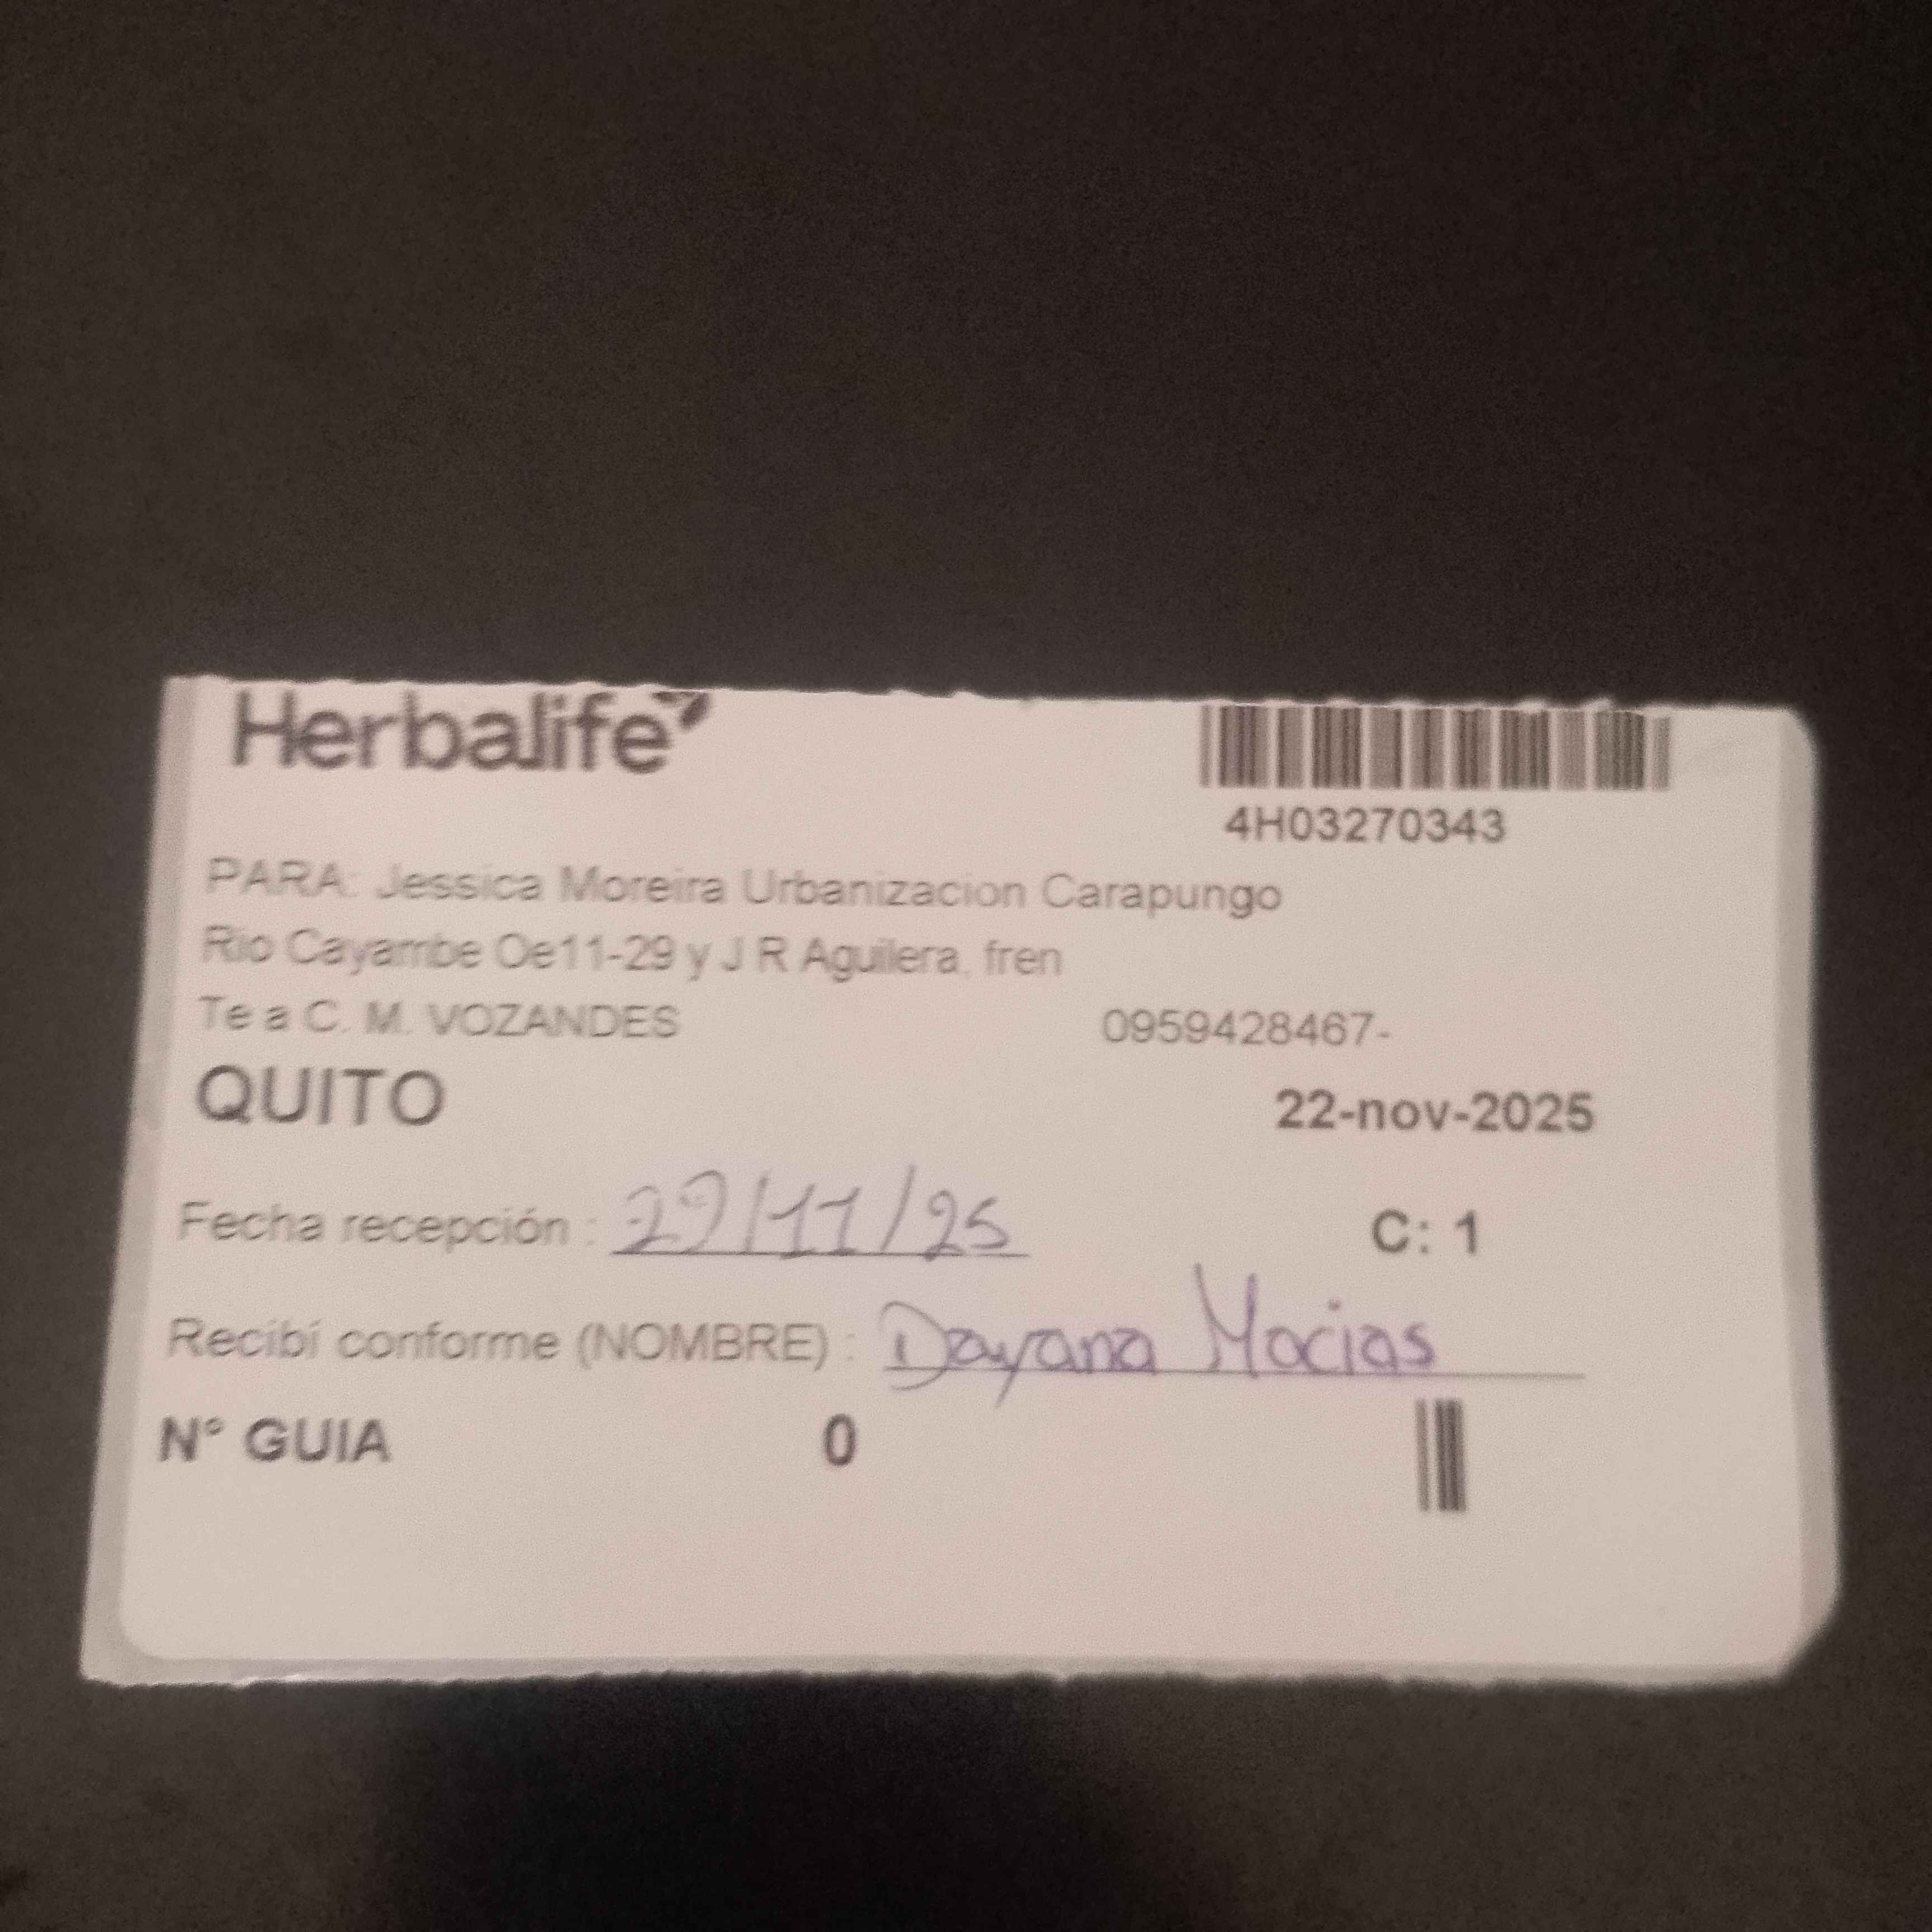 Herbalife
4H03270343
PARA: Jessica Moreira Urbanizacion Carapungo
Rio Cayambe Oe11-29 y J R Aguilera, fren
Te a C. M. VOZANDES 0959428467-
QUITO 22-nov-2025
Fecha recepción : 29/11/25 C: 1
Recibí conforme (NOMBRE) : Dayana Macias
N° GUIA 0